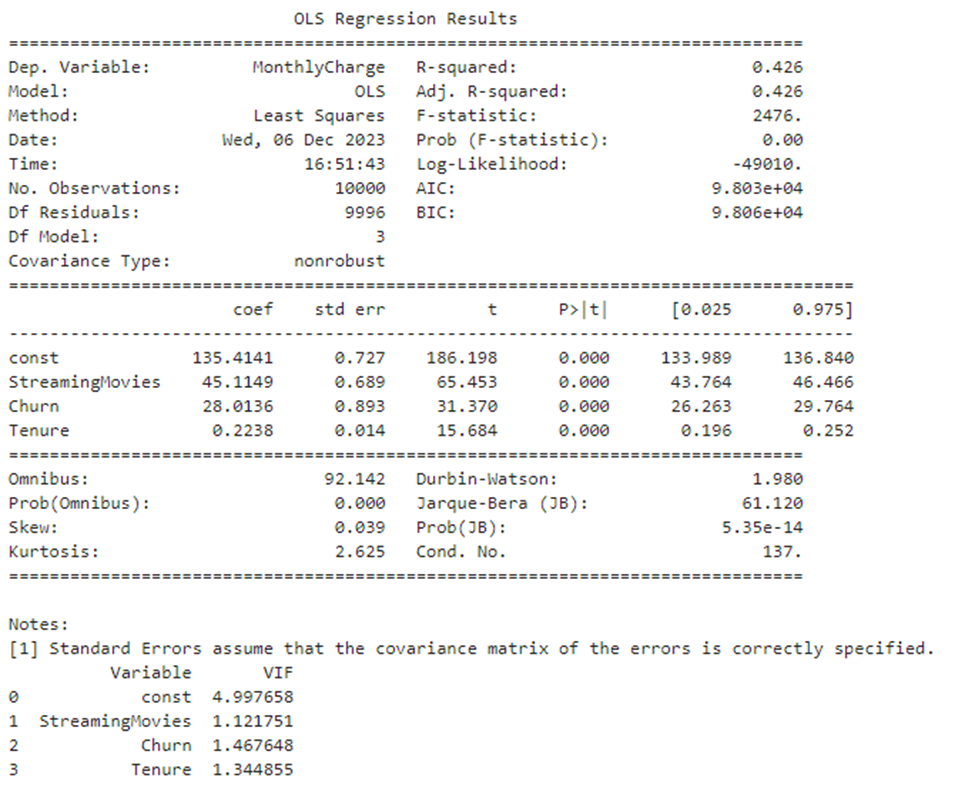 OLS Regression Results
==============================================================================
Dep. Variable: MonthlyCharge R-squared: 0.426
Model: OLS Adj. R-squared: 0.426
Method: Least Squares F-statistic: 2476.
Date: Wed, 06 Dec 2023 Prob (F-statistic): 0.00
Time: 16:51:43 Log-Likelihood: -49010.
No. Observations: 10000 AIC: 9.803e+04
Df Residuals: 9996 BIC: 9.806e+04
Df Model: 3
Covariance Type: nonrobust
===================================================================================
coef std err t P>|t| [0.025 0.975]
-----------------------------------------------------------------------------------
const 135.4141 0.727 186.198 0.000 133.989 136.840
StreamingMovies 45.1149 0.689 65.453 0.000 43.764 46.466
Churn 28.0136 0.893 31.370 0.000 26.263 29.764
Tenure 0.2238 0.014 15.684 0.000 0.196 0.252
==============================================================================
Omnibus: 92.142 Durbin-Watson: 1.980
Prob(Omnibus): 0.000 Jarque-Bera (JB): 61.120
Skew: 0.039 Prob(JB): 5.35e-14
Kurtosis: 2.625 Cond. No. 137.
==============================================================================
Notes:
[1] Standard Errors assume that the covariance matrix of the errors is correctly specified.
Variable VIF
0 const 4.997658
1 StreamingMovies 1.121751
2 Churn 1.467648
3 Tenure 1.344855